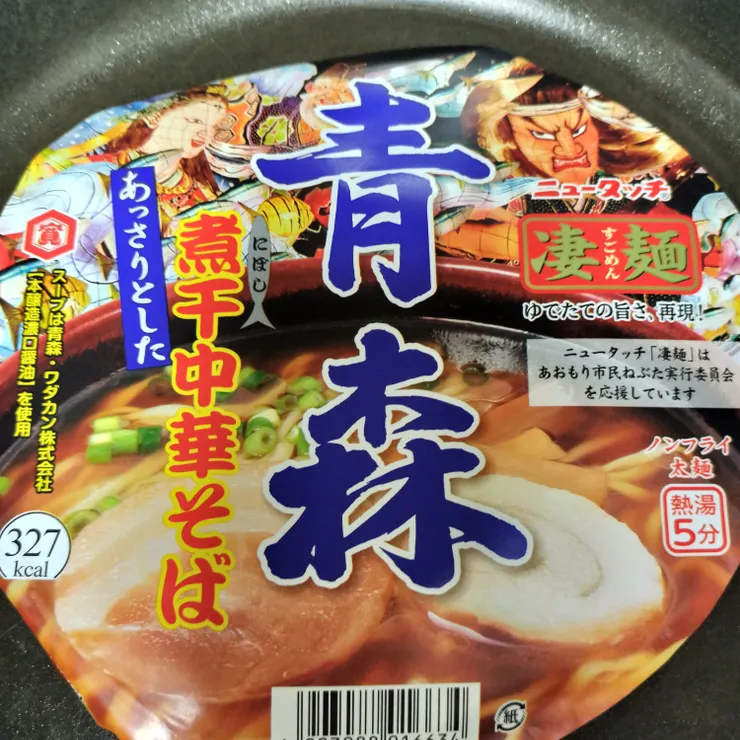 青森
あっさりとした
にぼし
煮干中華そば
寳
スープは青森・ワダカン株式会社
【本醸造濃口醤油】を使用
327
kcal
ニュータッチ®
凄麺
すごめん
ゆでたての旨さ、再現!
ニュータッチ「凄麺」は
あおもり市民ねぶた実行委員会
を応援しています
ノンフライ
太麺
熱湯
5分
紙